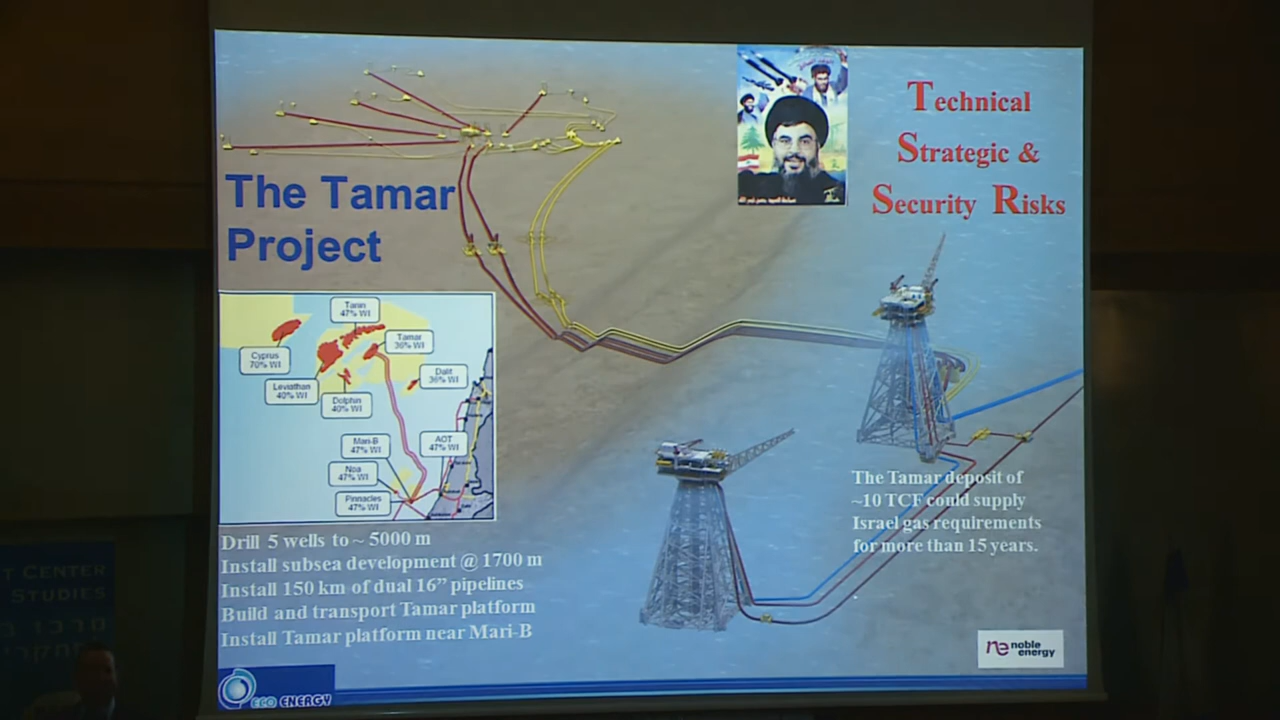 The Tamar
Project
Technical
Strategic &
Security Risks
Tanin
47% WI
Cyprus
70% WI
Tamar
36% WI
Leviathan
40% WI
Dolphin
40% WI
Dalit
36% WI
Mari-B
47% WI
AOT
47% WI
Noa
47% WI
Pinnacles
47% WI
Drill 5 wells to ~ 5000 m
Install subsea development @ 1700 m
Install 150 km of dual 16” pipelines
Build and transport Tamar platform
Install Tamar platform near Mari-B
The Tamar deposit of
~10 TCF could supply
Israel gas requirements
for more than 15 years.
ne noble
energy
ECO ENERGY
T CENTER
STUDIES